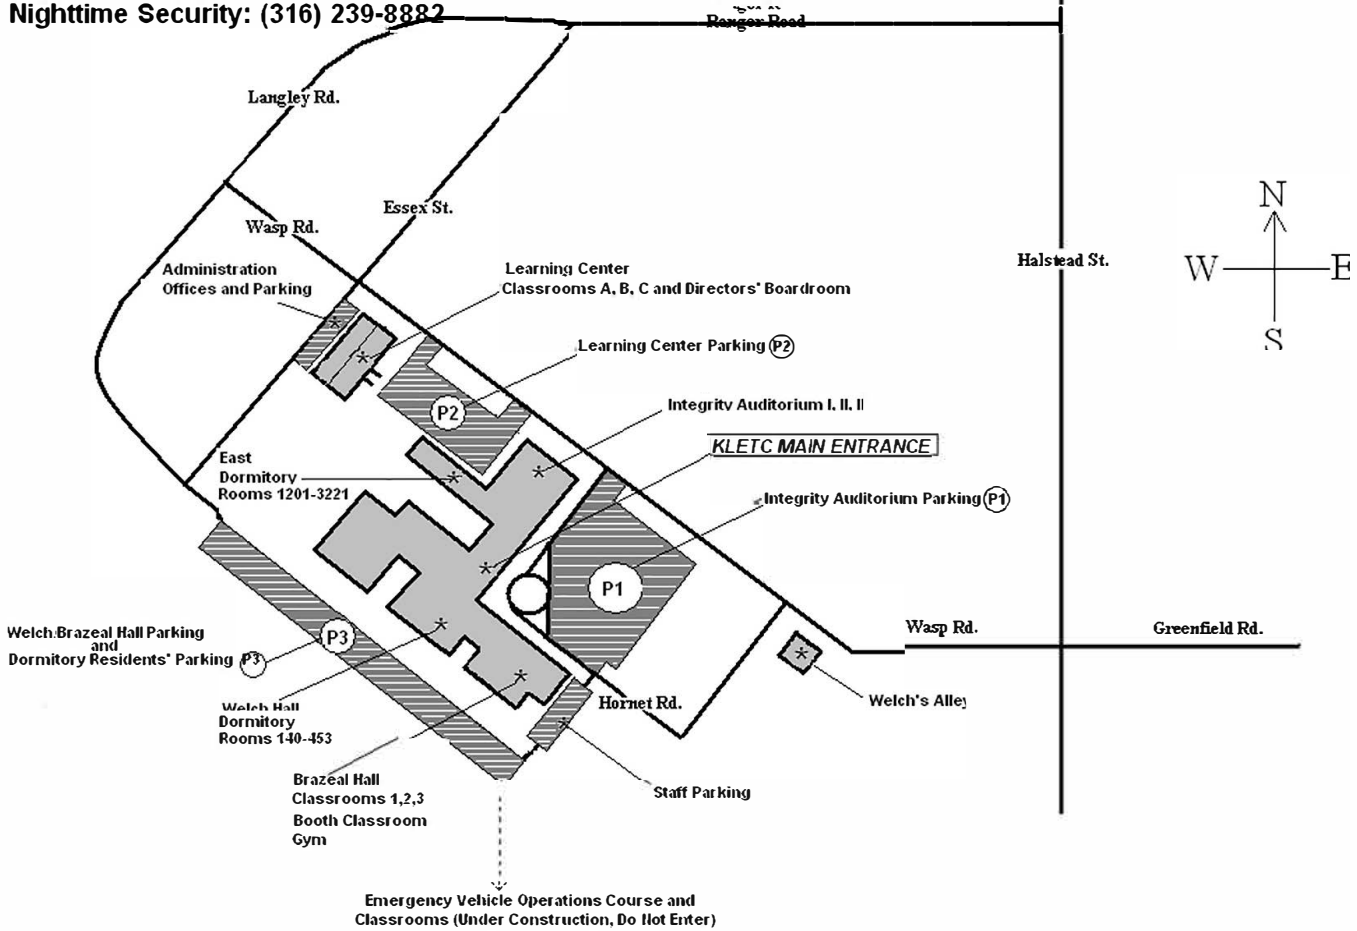 Nighttime Security: (316) 239-8882
Ranger Road
Langley Rd.
Essex St.
Wasp Rd.
N
W
E
S
Halstead St.
Administration
Offices and Parking
Learning Center
Classrooms A, B, C and Directors' Boardroom
Learning Center Parking P2
P2
Integrity Auditorium I, II, II
KLETC MAIN ENTRANCE
East
Dormitory
Rooms 1201-3221
Integrity Auditorium Parking P1
P1
Welch/Brazeal Hall Parking
and
Dormitory Residents' Parking P3
P3
Wasp Rd.
Greenfield Rd.
Welch's Alley
Hornet Rd.
Welch Hall
Dormitory
Rooms 140-453
Brazeal Hall
Classrooms 1,2,3
Booth Classroom
Gym
Staff Parking
Emergency Vehicle Operations Course and
Classrooms (Under Construction, Do Not Enter)